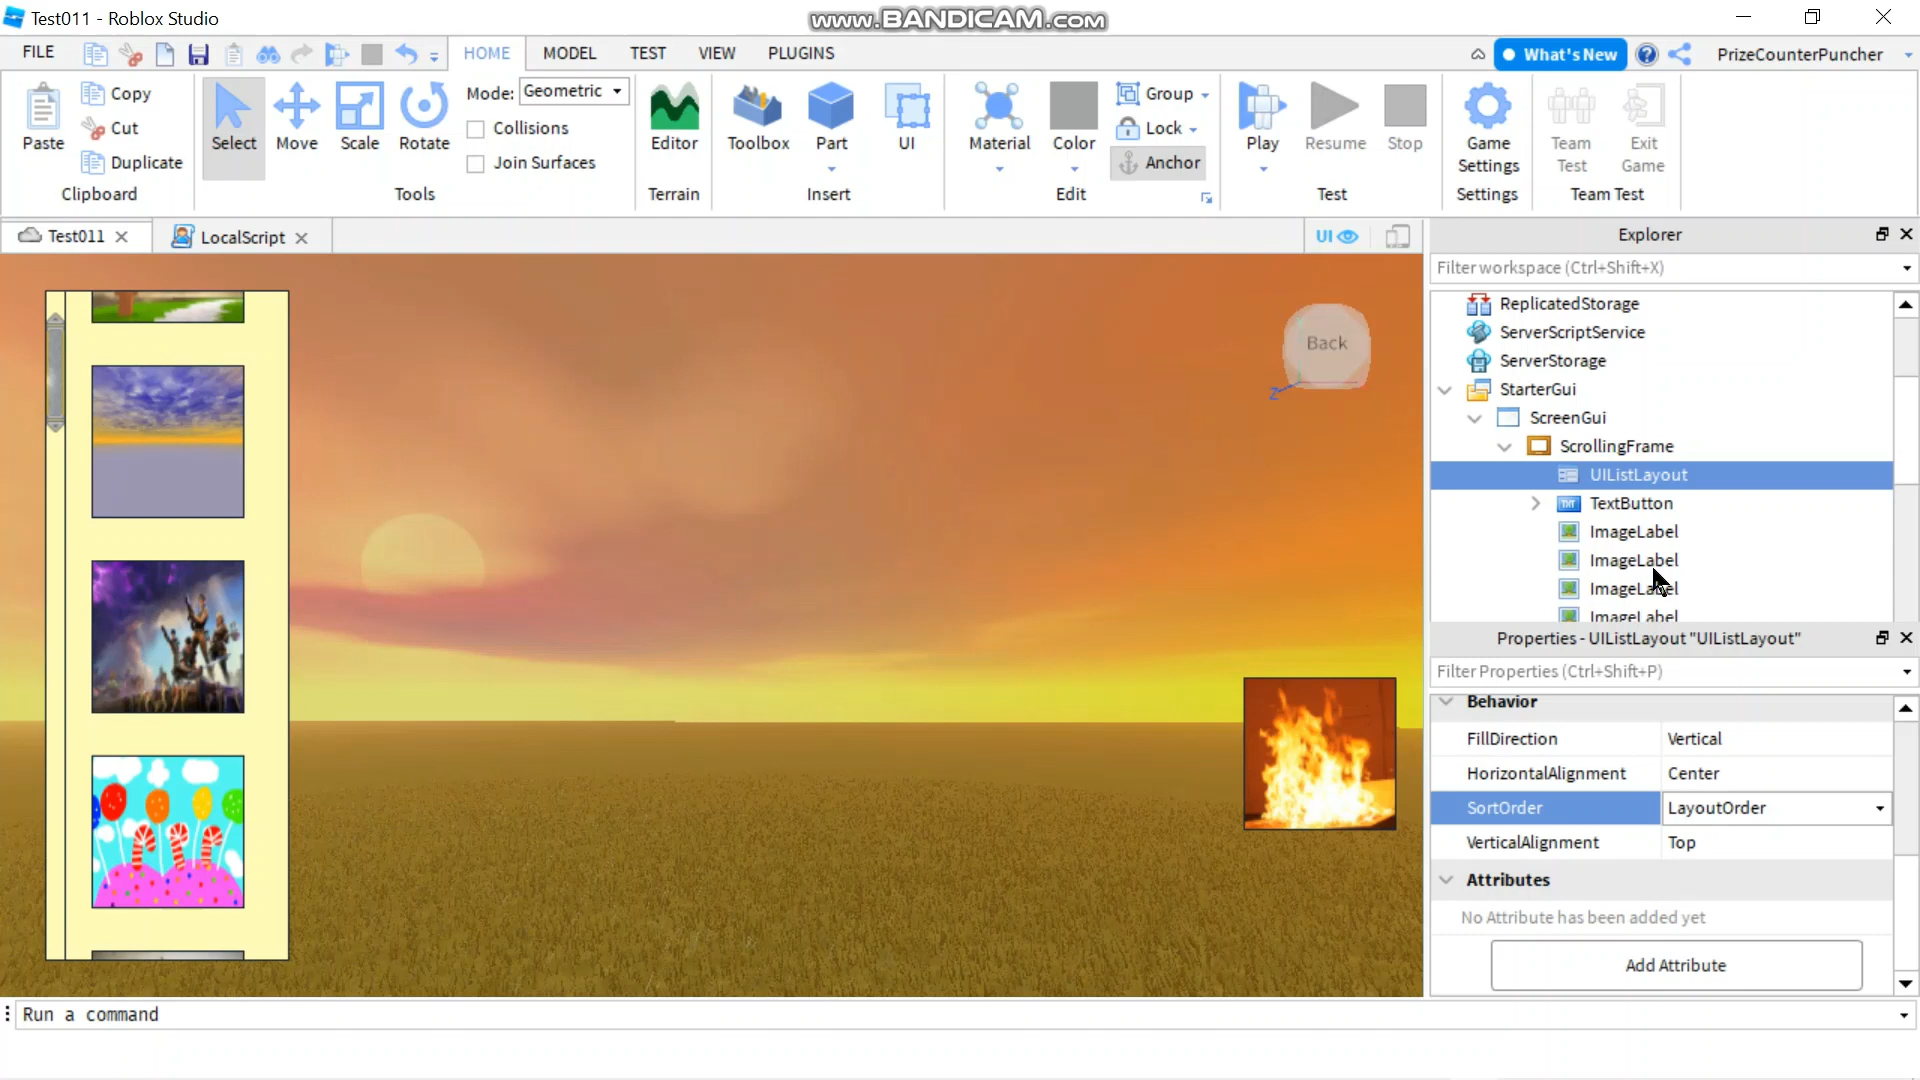 Test011 - Roblox Studio
www.BANDICAM.com
FILE
HOME
MODEL
TEST
VIEW
PLUGINS
What's New
PrizeCounterPuncher
Paste
Copy
Cut
Duplicate
Clipboard
Select
Move
Scale
Rotate
Mode: Geometric
Collisions
Join Surfaces
Tools
Editor
Terrain
Toolbox
Part
UI
Insert
Material
Color
Group
Lock
Anchor
Edit
Play
Resume
Stop
Test
Game
Settings
Settings
Team
Test
Exit
Game
Team Test
Test011
LocalScript
UI
Back
Z
Explorer
Filter workspace (Ctrl+Shift+X)
ReplicatedStorage
ServerScriptService
ServerStorage
StarterGui
ScreenGui
ScrollingFrame
UIListLayout
TXT TextButton
ImageLabel
ImageLabel
ImageLabel
ImageLabel
Properties - UIListLayout "UIListLayout"
Filter Properties (Ctrl+Shift+P)
Behavior
FillDirection Vertical
HorizontalAlignment Center
SortOrder LayoutOrder
VerticalAlignment Top
Attributes
No Attribute has been added yet
Add Attribute
Run a command